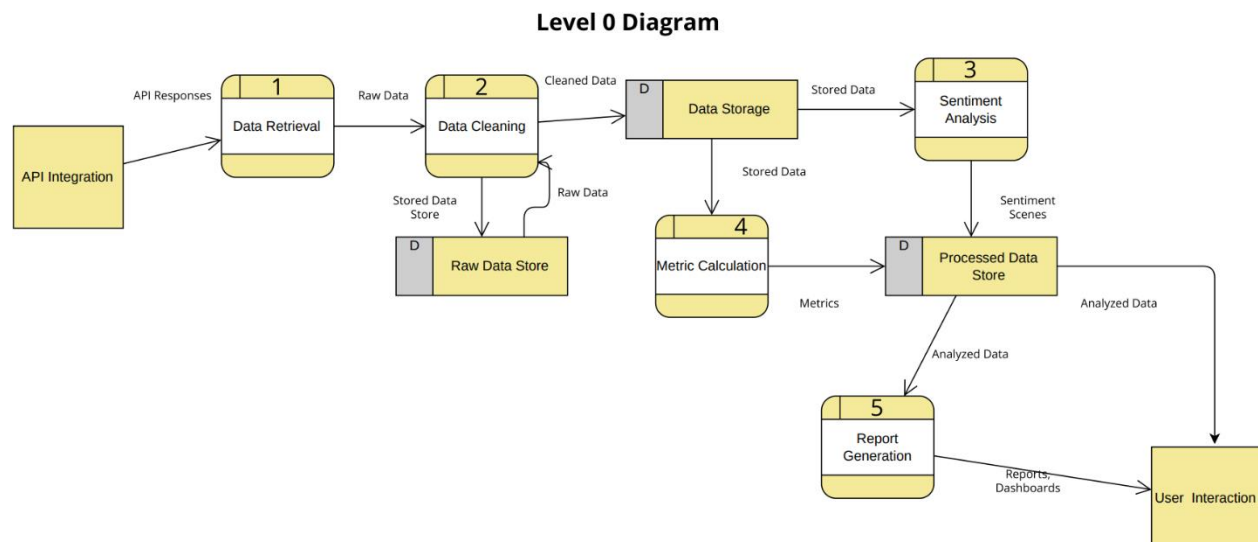 Level 0 Diagram
API Integration
API Responses
1
Data Retrieval
Raw Data
2
Data Cleaning
Cleaned Data
Stored Data
Store
Raw Data
D
Raw Data Store
D
Data Storage
Stored Data
3
Sentiment
Analysis
Stored Data
4
Metric Calculation
Metrics
Sentiment
Scenes
D
Processed Data
Store
Analyzed Data
Analyzed Data
5
Report
Generation
Reports,
Dashboards
User Interaction